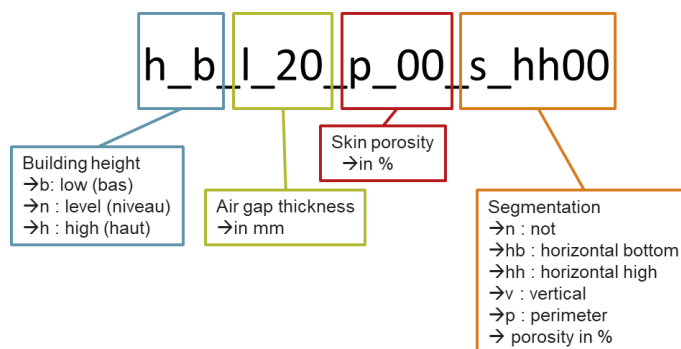 h_b_l_20_p_00_s_hh00
Skin porosity
→in %
Building height
→b: low (bas)
→n : level (niveau)
→h : high (haut)
Air gap thickness
→in mm
Segmentation
→n : not
→hb : horizontal bottom
→hh : horizontal high
→v : vertical
→p : perimeter
→ porosity in %